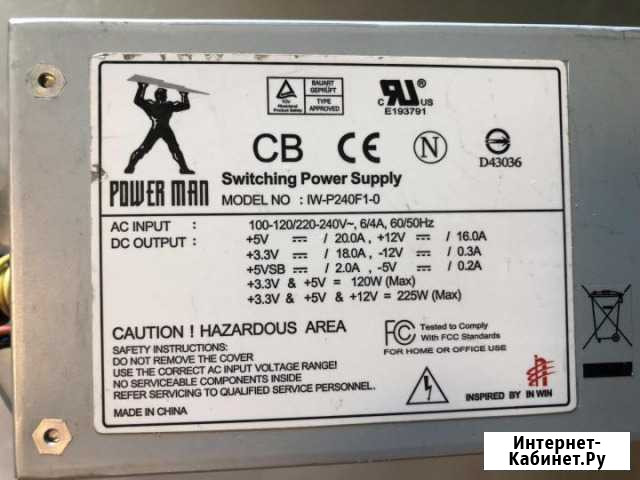 TÜV
Rheinland
Product Safety
BAUART
GEPRÜFT
TYPE
APPROVED
C US
E193791
CB CE N
D43036
POWER MAN
Switching Power Supply
MODEL NO : IW-P240F1-0
AC INPUT : 100-120/220-240V~, 6/4A, 60/50Hz
DC OUTPUT : +5V / 20.0A , +12V / 16.0A
+3.3V / 18.0A , -12V / 0.3A
+5VSB / 2.0A , -5V / 0.2A
+3.3V & +5V = 120W (Max)
+3.3V & +5V & +12V = 225W (Max)
CAUTION ! HAZARDOUS AREA
FC Tested to Comply
With FCC Standards
FOR HOME OR OFFICE USE
SAFETY INSTRUCTIONS:
DO NOT REMOVE THE COVER
USE THE CORRECT AC INPUT VOLTAGE RANGE!
NO SERVICEABLE COMPONENTS INSIDE
REFER SERVICING TO QUALIFIED SERVICE PERSONNEL.
MADE IN CHINA
INSPIRED BY IN WIN
Интернет-
Кабинет.Ру